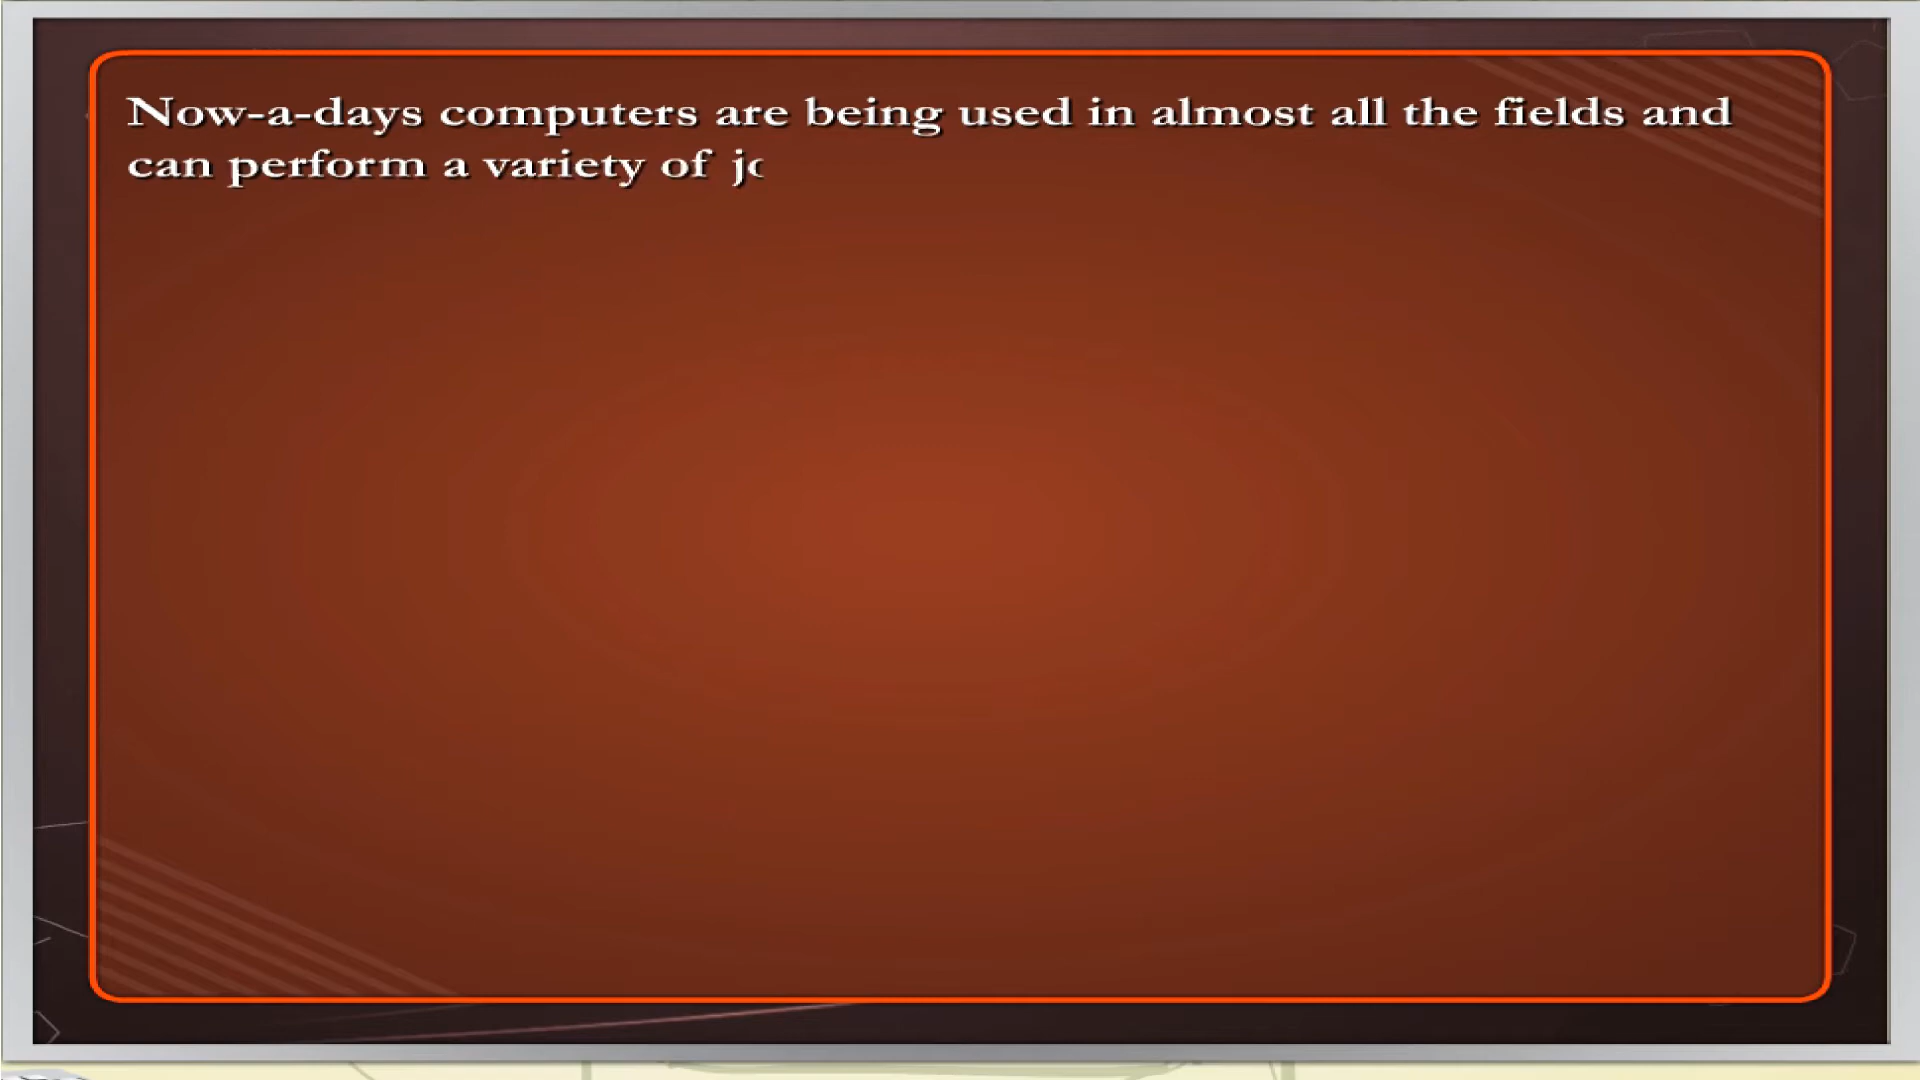 Now-a-days computers are being used in almost all the fields and
can perform a variety of